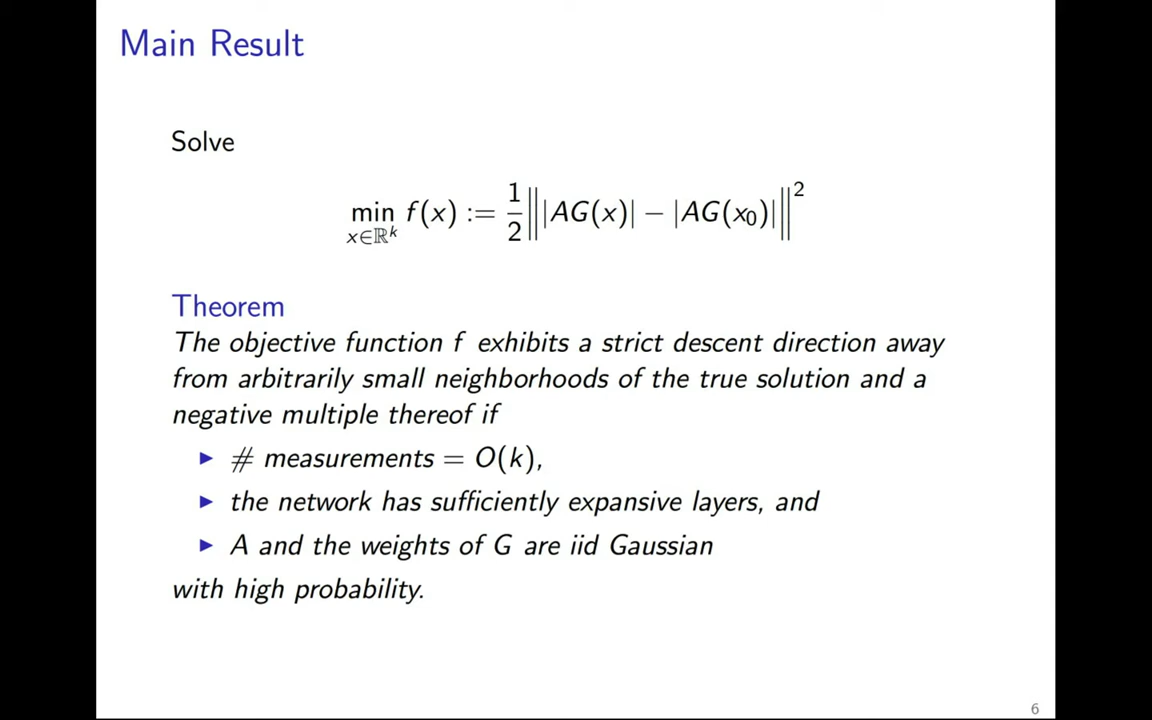 Main Result
Solve
min_{x∈ℝ^k} f(x) := 1/2 || |AG(x)| − |AG(x₀)| ||²
Theorem
The objective function f exhibits a strict descent direction away
from arbitrarily small neighborhoods of the true solution and a
negative multiple thereof if
▶ # measurements = O(k),
▶ the network has sufficiently expansive layers, and
▶ A and the weights of G are iid Gaussian
with high probability.
6